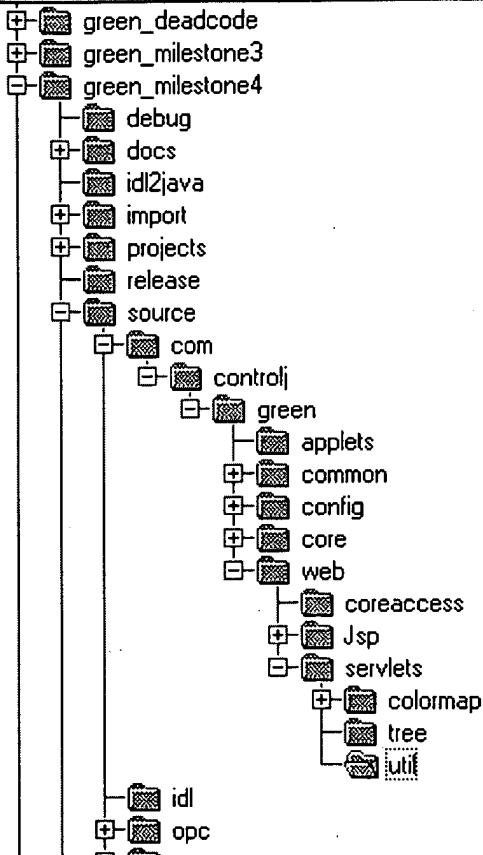 green_deadcode
green_milestone3
green_milestone4
debug
docs
idl2java
import
projects
release
source
com
controlj
green
applets
common
config
core
web
coreaccess
Jsp
servlets
colormap
tree
util
idl
opc